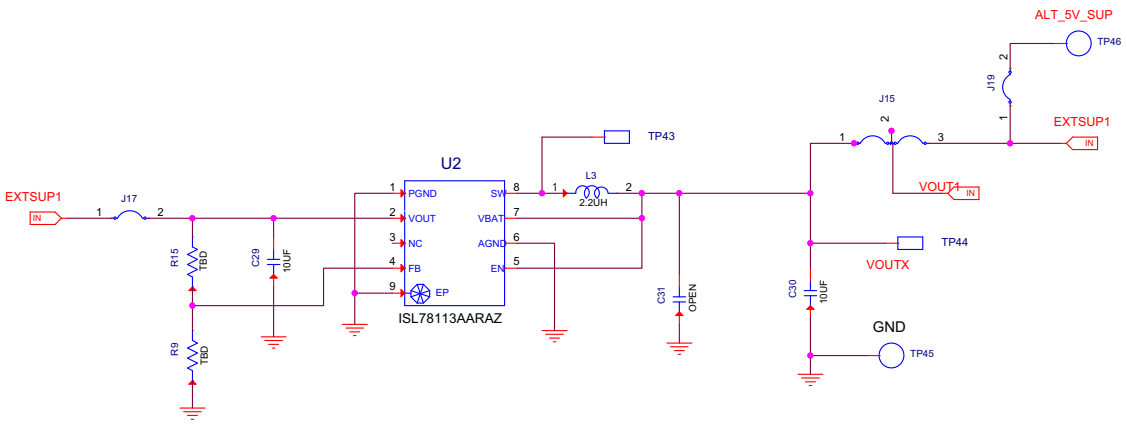 ALT_5V_SUP
TP46
2
J19
1
J15
2
1
3
EXTSUP1
IN
VOUT1
IN
TP43
U2
EXTSUP1
IN
J17
1
2
1
PGND
SW
8
1
L3
2
2.2UH
2
VOUT
VBAT
7
3
NC
AGND
6
TP44
VOUTX
4
FB
EN
5
9
EP
ISL78113AARAZ
R15
TBD
C29
10UF
C31
OPEN
C30
10UF
GND
TP45
R9
TBD